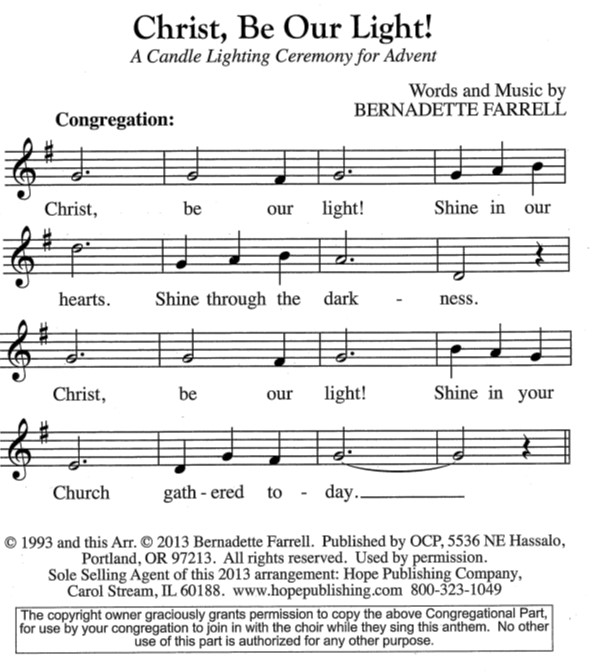 Christ, Be Our Light!
A Candle Lighting Ceremony for Advent
Words and Music by
BERNADETTE FARRELL
Congregation:
Christ, be our light! Shine in our
hearts. Shine through the dark - ness.
Christ, be our light! Shine in your
Church gath - ered to - day.
© 1993 and this Arr. © 2013 Bernadette Farrell. Published by OCP, 5536 NE Hassalo,
Portland, OR 97213. All rights reserved. Used by permission.
Sole Selling Agent of this 2013 arrangement: Hope Publishing Company,
Carol Stream, IL 60188. www.hopepublishing.com 800-323-1049
The copyright owner graciously grants permission to copy the above Congregational Part,
for use by your congregation to join in with the choir while they sing this anthem. No other
use of this part is authorized for any other purpose.